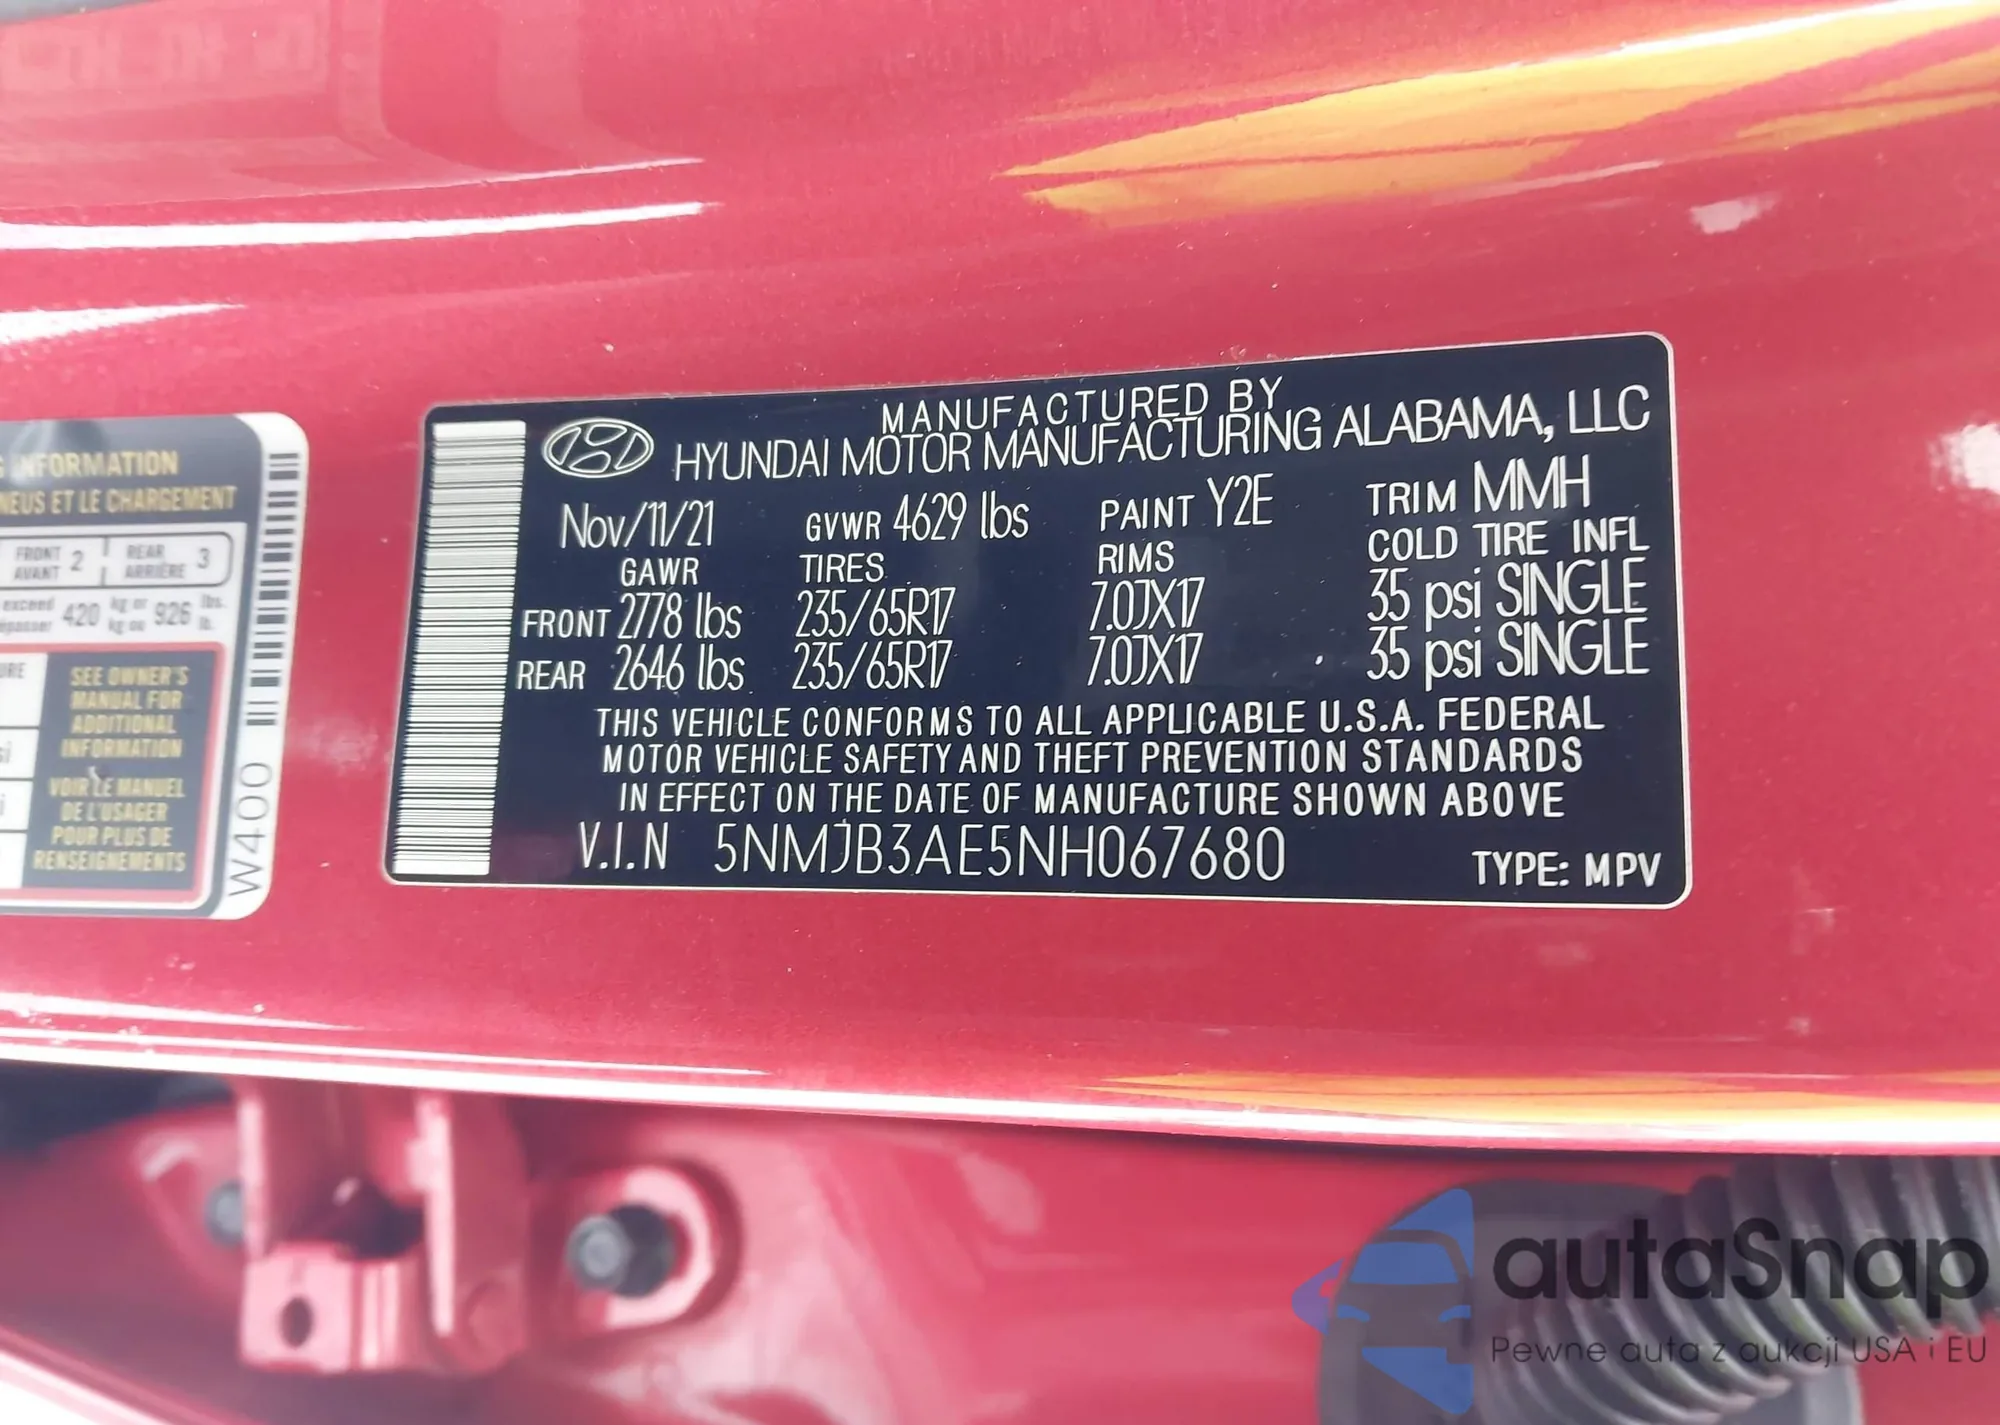 INFORMATION
NEUS ET LE CHARGEMENT
FRONT AVANT 2 REAR ARRIÈRE 3
exceed 420 kg or 926 lbs.
kg ou lb.
SEE OWNER'S
MANUAL FOR
ADDITIONAL
INFORMATION
VOIR LE MANUEL
DE L'USAGER
POUR PLUS DE
RENSEIGNEMENTS
W400
MANUFACTURED BY
HYUNDAI MOTOR MANUFACTURING ALABAMA, LLC
Nov/11/21 GVWR 4629 lbs PAINT Y2E TRIM MMH
GAWR TIRES RIMS COLD TIRE INFL
FRONT 2778 lbs 235/65R17 7.0JX17 35 psi SINGLE
REAR 2646 lbs 235/65R17 7.0JX17 35 psi SINGLE
THIS VEHICLE CONFORMS TO ALL APPLICABLE U.S.A. FEDERAL
MOTOR VEHICLE SAFETY AND THEFT PREVENTION STANDARDS
IN EFFECT ON THE DATE OF MANUFACTURE SHOWN ABOVE
V.I.N 5NMJB3AE5NH067680 TYPE: MPV
autaSnap
Pewne auta z aukcji USA i EU